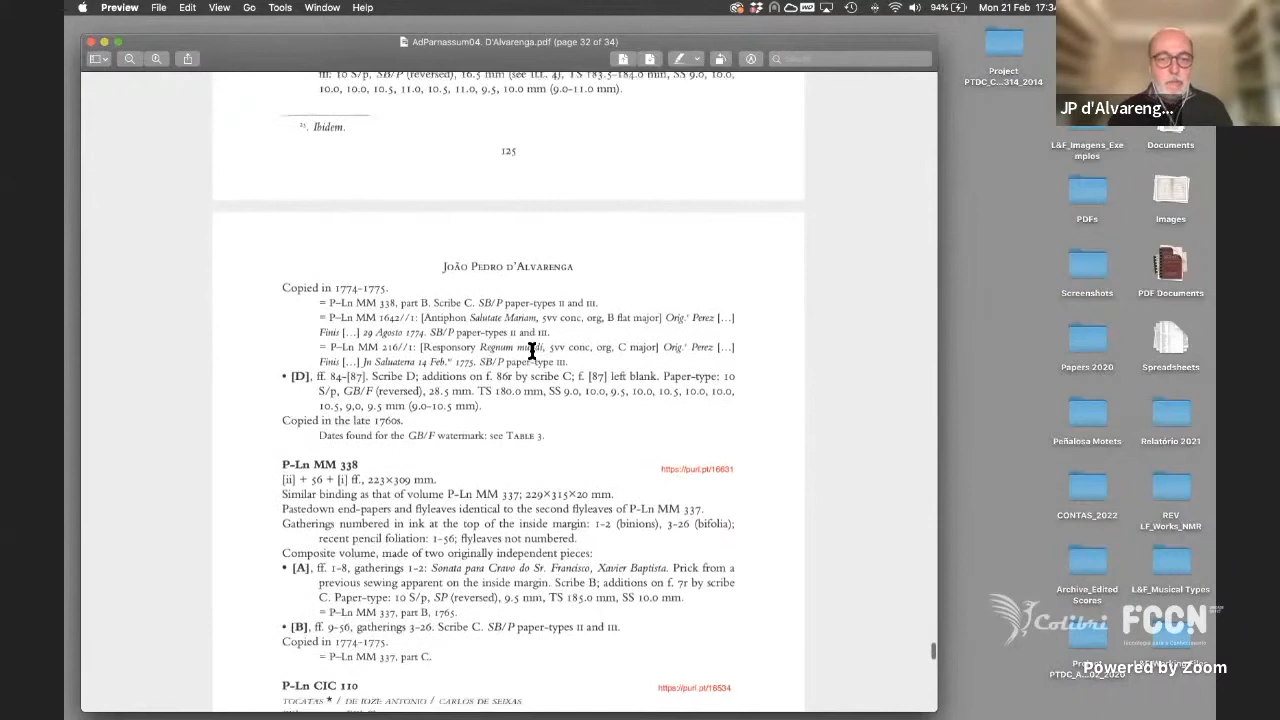 Preview File Edit View Go Tools Window Help
94% Mon 21 Feb 17:34
AdParnassum04. D'Alvarenga.pdf (page 32 of 34)
Search
III: 10 S/p, SB/P (reversed), 16.5 mm (see ILL. 4), TS 183.5-184.0 mm, SS 9.0, 10.0,
10.0, 10.0, 10.5, 11.0, 10.5, 11.0, 9.5, 10.0 mm (9.0-11.0 mm).
25. Ibidem.
125
João Pedro d'Alvarenga
Copied in 1774-1775.
= P-Ln MM 338, part B. Scribe C. SB/P paper-types II and III.
= P-Ln MM 1642//1: [Antiphon Salutate Mariam, 5vv conc, org, B flat major] Orig.ˡ Perez [...]
Finis [...] 29 Agosto 1774. SB/P paper-types II and III.
= P-Ln MM 216//1: [Responsory Regnum mundi, 5vv conc, org, C major] Orig.ˡ Perez [...]
Finis [...] Jn Saluaterra 14 Feb.ʳᵒ 1775. SB/P paper-type III.
• [D], ff. 84-[87]. Scribe D; additions on f. 86r by scribe C; f. [87] left blank. Paper-type: 10
S/p, GB/F (reversed), 28.5 mm. TS 180.0 mm, SS 9.0, 10.0, 9.5, 10.0, 10.5, 10.0, 10.0,
10.5, 9,0, 9.5 mm (9.0-10.5 mm).
Copied in the late 1760s.
Dates found for the GB/F watermark: see Table 3.
P-Ln MM 338
https://purl.pt/16631
[ii] + 56 + [i] ff., 223×309 mm.
Similar binding as that of volume P-Ln MM 337; 229×315×20 mm.
Pastedown end-papers and flyleaves identical to the second flyleaves of P-Ln MM 337.
Gatherings numbered in ink at the top of the inside margin: 1-2 (binions), 3-26 (bifolia);
recent pencil foliation: 1-56; flyleaves not numbered.
Composite volume, made of two originally independent pieces:
• [A], ff. 1-8, gatherings 1-2: Sonata para Cravo do Sr. Francisco, Xavier Baptista. Prick from a
previous sewing apparent on the inside margin. Scribe B; additions on f. 7r by scribe
C. Paper-type: 10 S/p, SP (reversed), 9.5 mm, TS 185.0 mm, SS 10.0 mm.
= P-Ln MM 337, part B, 1765.
• [B], ff. 9-56, gatherings 3-26. Scribe C. SB/P paper-types II and III.
Copied in 1774-1775.
= P-Ln MM 337, part C.
P-Ln CIC 110
https://purl.pt/16534
TOCATAS * / DE IOZE ANTONIO / CARLOS DE SEIXAS
Project
PTDC_C...314_2014
JP d'Alvareng...
L&F_Imagens_Exe
mplos
Documents
PDFs
Images
Screenshots
PDF Documents
Papers 2020
Spreadsheets
Peñalosa Motets
Relatório 2021
CONTAS_2022
REV
LF_Works_NMR
Archive_Edited
Scores
L&F_Musical Types
Colibri
FCCN
Powered by Zoom